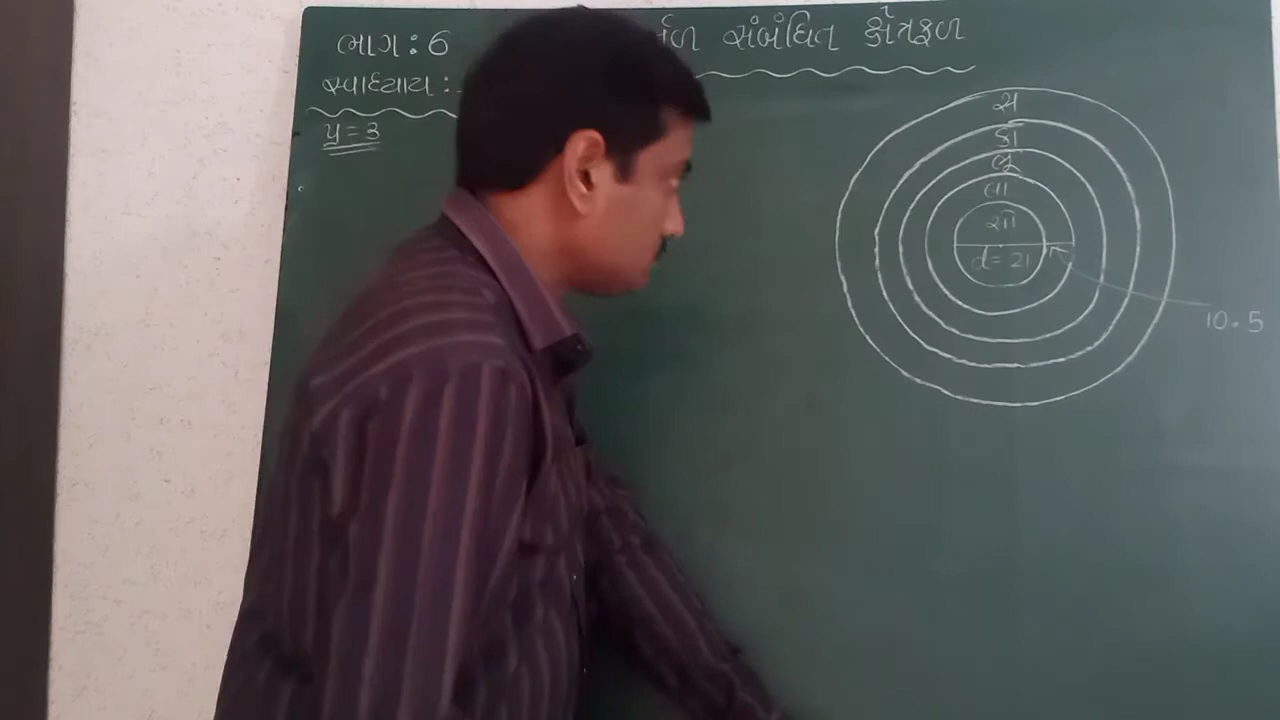 ભાગ : 6
સંબંધિત ક્ષેત્રફળ
સ્વાધ્યાય :
પ્ર = 3
સ
કા
ભૂ
લા
સો
d = 21
10.5